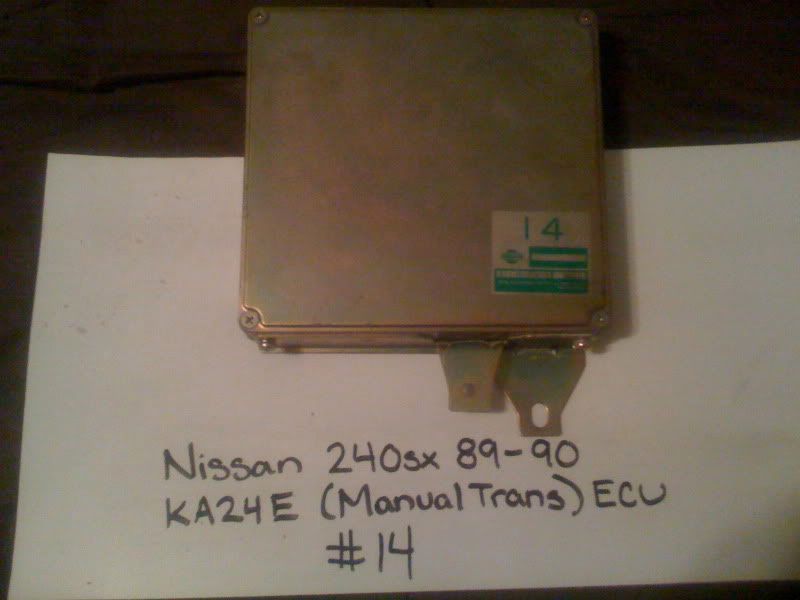 14
Nissan 240sx 89-90
KA24E (Manual Trans) ECU
#14